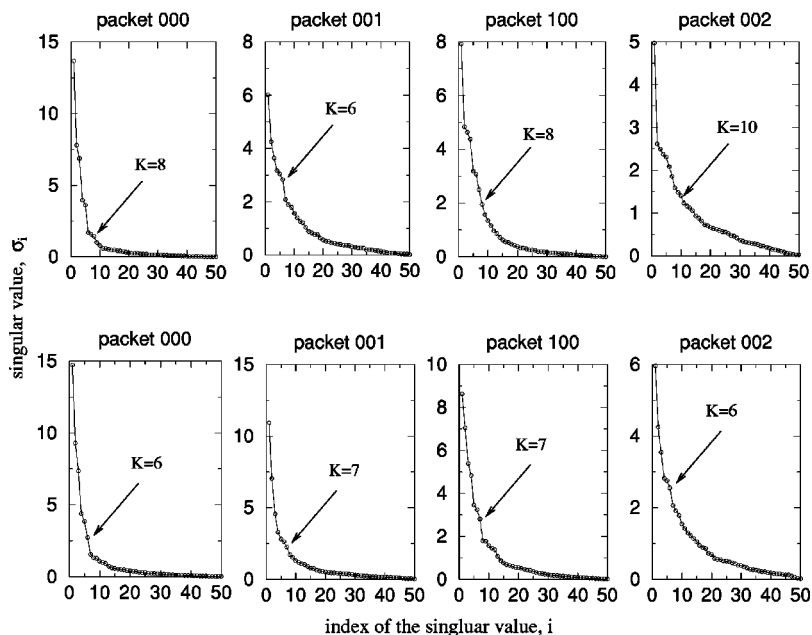 packet 000 packet 001 packet 100 packet 002
15 8 8 5
4
6 6
10
3
K=6
4 4
K=8 K=8 K=10
2
5
2 2
1
0 0 0 0
0 10 20 30 40 50 0 10 20 30 40 50 0 10 20 30 40 50 0 10 20 30 40 50
singular value, σi
packet 000 packet 001 packet 100 packet 002
15 15 10 6
8
10 10 4
6
K=6 K=7 K=7 K=6
4
5 5 2
2
0 0 0 0
0 10 20 30 40 50 0 10 20 30 40 50 0 10 20 30 40 50 0 10 20 30 40 50
index of the singluar value, i